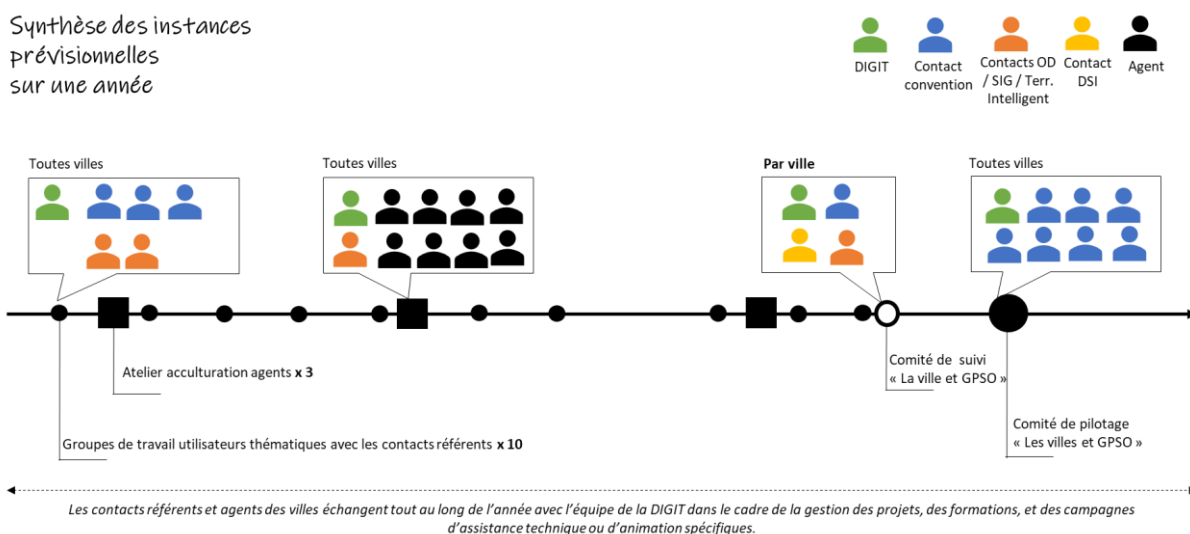 Synthèse des instances
prévisionnelles
sur une année
DIGIT
Contact
convention
Contacts OD
/ SIG / Terr.
Intelligent
Contact
DSI
Agent
Toutes villes
Toutes villes
Par ville
Toutes villes
Atelier acculturation agents x 3
Groupes de travail utilisateurs thématiques avec les contacts référents x 10
Comité de suivi
« La ville et GPSO »
Comité de pilotage
« Les villes et GPSO »
Les contacts référents et agents des villes échangent tout au long de l’année avec l’équipe de la DIGIT dans le cadre de la gestion des projets, des formations, et des campagnes
d’assistance technique ou d’animation spécifiques.